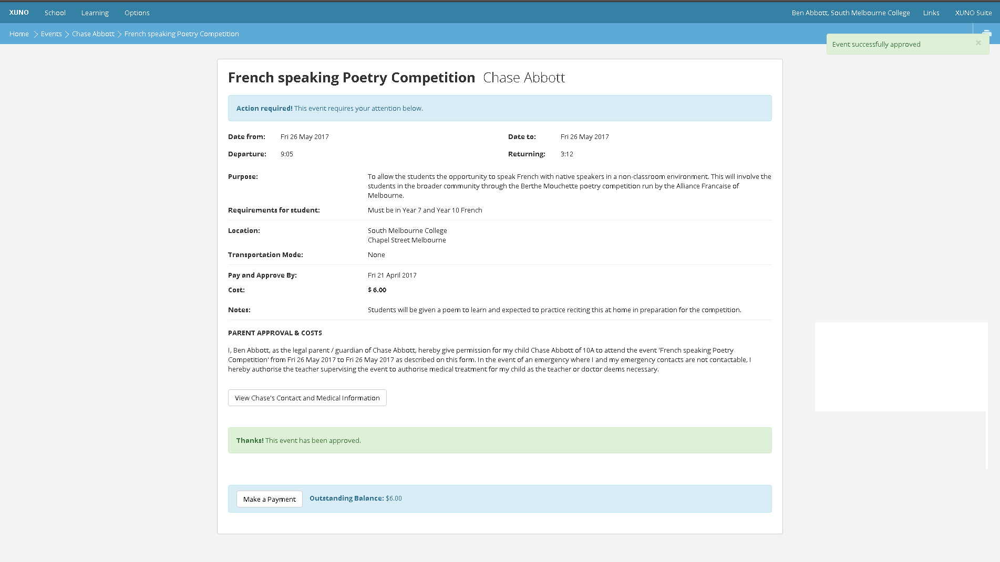 XUNO School Learning Options Ben Abbott, South Melbourne College Links XUNO Suite
Home Events Chase Abbott French speaking Poetry Competition
Event successfully approved ×
French speaking Poetry Competition Chase Abbott
Action required! This event requires your attention below.
Date from: Fri 26 May 2017 Date to: Fri 26 May 2017
Departure: 9:05 Returning: 3:12
Purpose: To allow the students the opportunity to speak French with native speakers in a non-classroom environment. This will involve the
students in the broader community through the Berthe Mouchette poetry competition run by the Alliance Francaise of
Melbourne.
Requirements for student: Must be in Year 7 and Year 10 French
Location: South Melbourne College
Chapel Street Melbourne
Transportation Mode: None
Pay and Approve By: Fri 21 April 2017
Cost: $ 6.00
Notes: Students will be given a poem to learn and expected to practice reciting this at home in preparation for the competition.
PARENT APPROVAL & COSTS
I, Ben Abbott, as the legal parent / guardian of Chase Abbott, hereby give permission for my child Chase Abbott of 10A to attend the event 'French speaking Poetry
Competition' from Fri 26 May 2017 to Fri 26 May 2017 as described on this form. In the event of an emergency where I and my emergency contacts are not contactable, I
hereby authorise the teacher supervising the event to authorise medical treatment for my child as the teacher or doctor deems necessary.
View Chase's Contact and Medical Information
Thanks! This event has been approved.
Make a Payment Outstanding Balance: $6.00